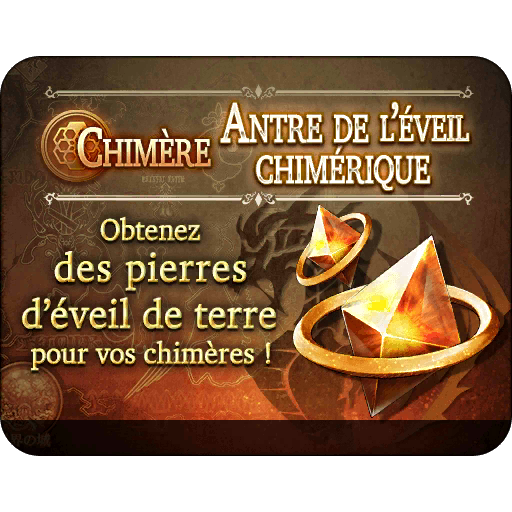 CHIMÈRE
ANTRE DE L'ÉVEIL
CHIMÉRIQUE
Obtenez
des pierres
d'éveil de terre
pour vos chimères !